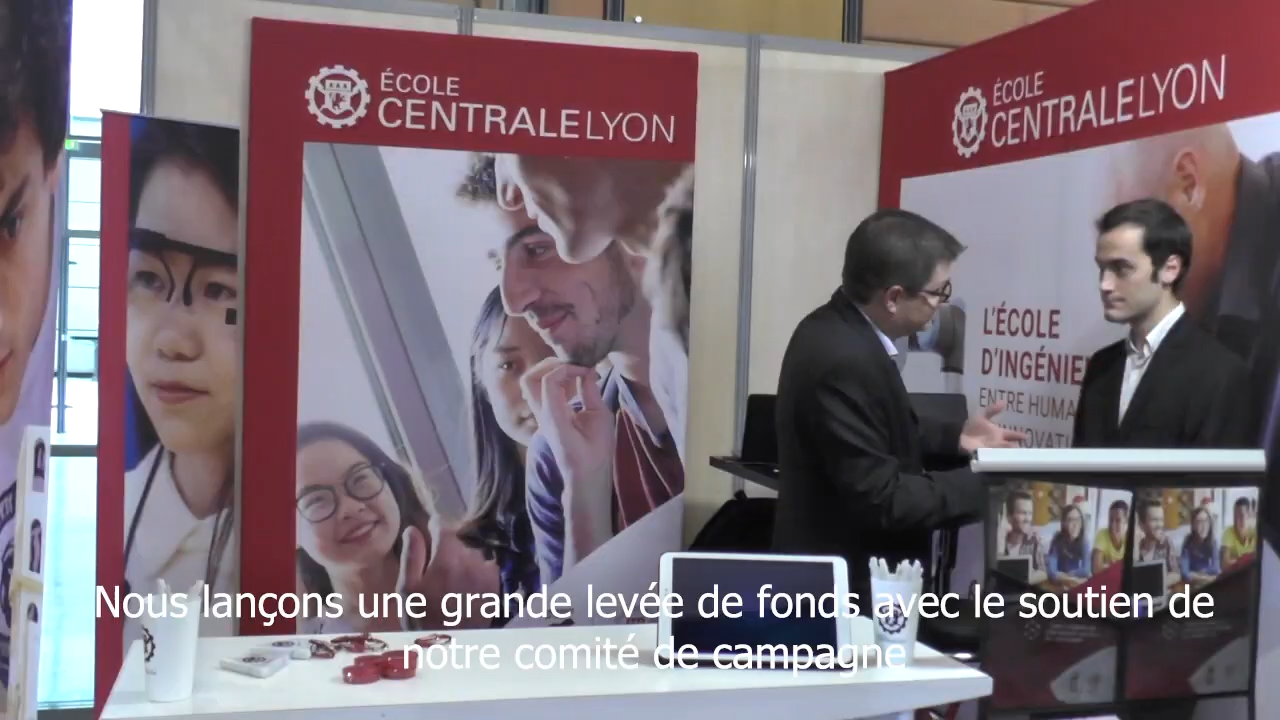 ÉCOLE
CENTRALELYON
ÉCOLE
CENTRALELYON
L'ÉCOLE
D'INGÉNIE
ENTRE HUMA
Nous lançons une grande levée de fonds avec le soutien de
notre comité de campagne